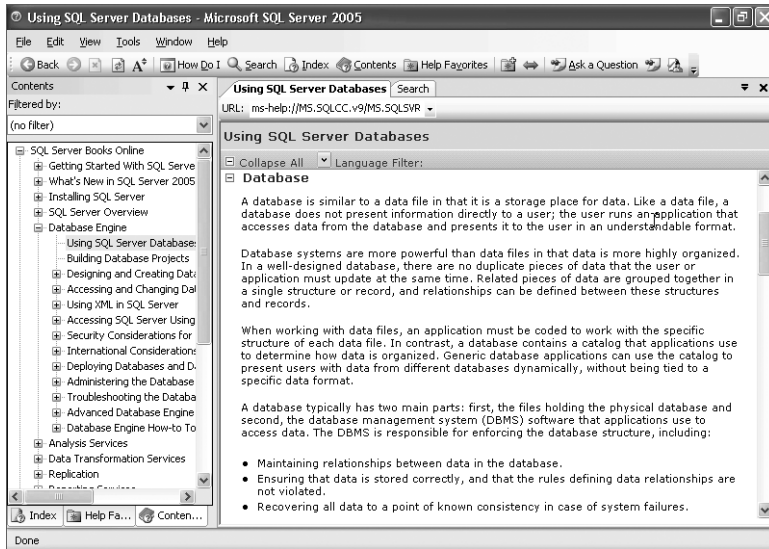 Using SQL Server Databases - Microsoft SQL Server 2005
File Edit View Tools Window Help
Back How Do I Search Index Contents Help Favorites Ask a Question
Contents
Filtered by:
(no filter)
SQL Server Books Online
Getting Started With SQL Serve
What's New in SQL Server 2005
Installing SQL Server
SQL Server Overview
Database Engine
Using SQL Server Databases
Building Database Projects
Designing and Creating Data
Accessing and Changing Dat
Using XML in SQL Server
Accessing SQL Server Using
Security Considerations for
International Considerations
Deploying Databases and D
Administering the Database
Troubleshooting the Databa
Advanced Database Engine
Database Engine How-to To
Analysis Services
Data Transformation Services
Replication
Index Help Fa... Conten...
Using SQL Server Databases Search
URL: ms-help://MS.SQLCC.v9/MS.SQLSVR
Using SQL Server Databases
Collapse All Language Filter:
Database
A database is similar to a data file in that it is a storage place for data. Like a data file, a
database does not present information directly to a user; the user runs an application that
accesses data from the database and presents it to the user in an understandable format.
Database systems are more powerful than data files in that data is more highly organized.
In a well-designed database, there are no duplicate pieces of data that the user or
application must update at the same time. Related pieces of data are grouped together in
a single structure or record, and relationships can be defined between these structures
and records.
When working with data files, an application must be coded to work with the specific
structure of each data file. In contrast, a database contains a catalog that applications use
to determine how data is organized. Generic database applications can use the catalog to
present users with data from different databases dynamically, without being tied to a
specific data format.
A database typically has two main parts: first, the files holding the physical database and
second, the database management system (DBMS) software that applications use to
access data. The DBMS is responsible for enforcing the database structure, including:
• Maintaining relationships between data in the database.
• Ensuring that data is stored correctly, and that the rules defining data relationships are
not violated.
• Recovering all data to a point of known consistency in case of system failures.
Done